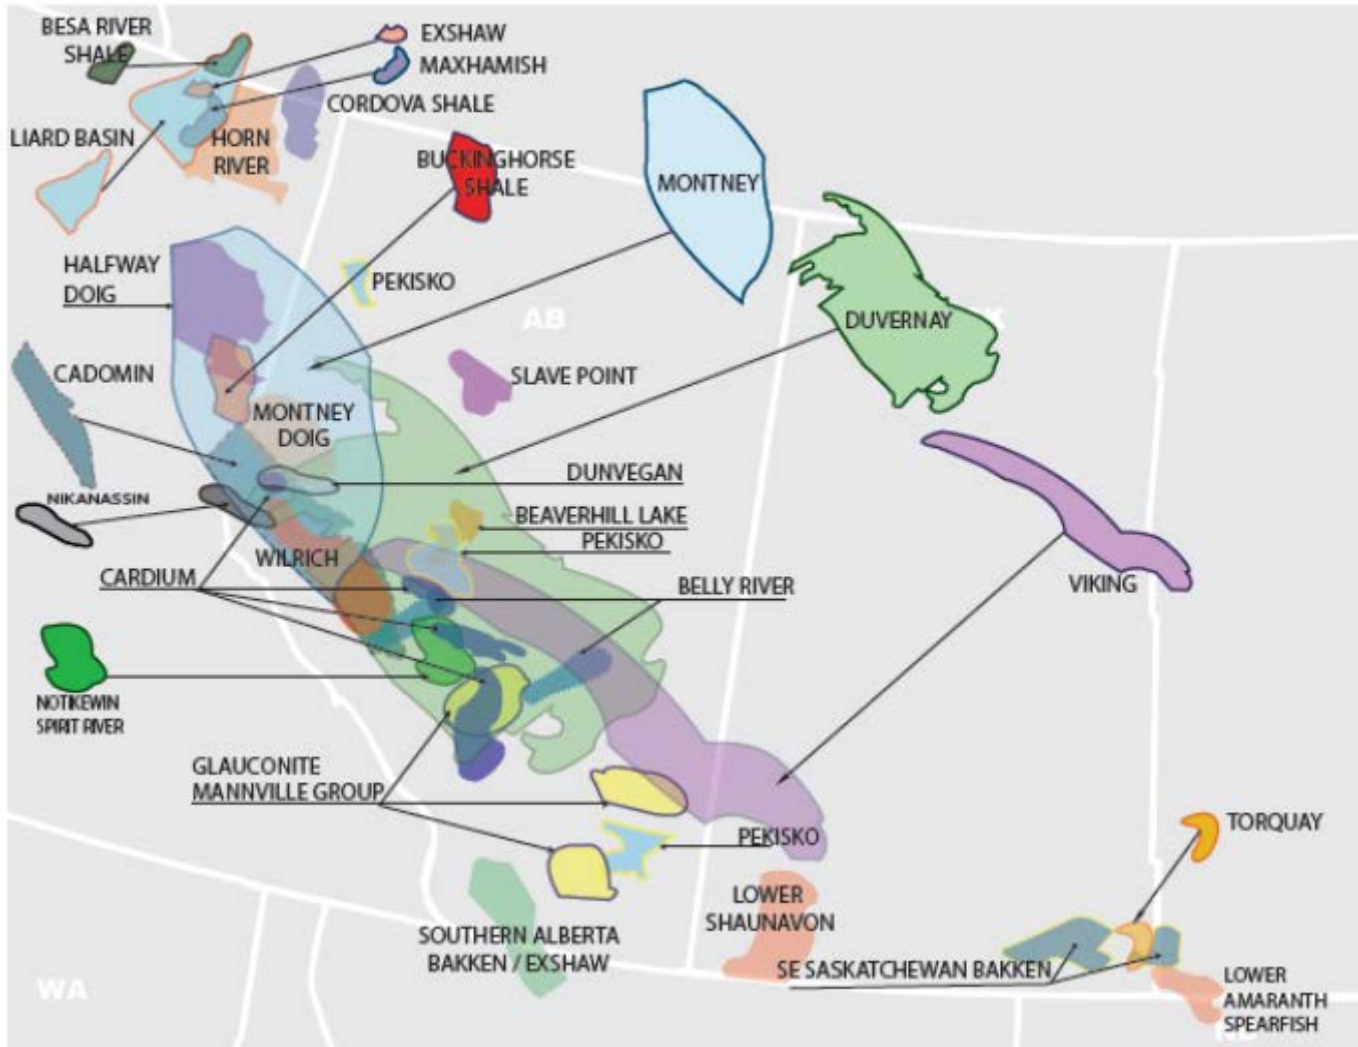 BESA RIVER
SHALE
EXSHAW
MAXHAMISH
CORDOVA SHALE
LIARD BASIN
HORN
RIVER
BUCKINGHORSE
SHALE
MONTNEY
HALFWAY
DOIG
PEKISKO
AB
DUVERNAY
K
CADOMIN
SLAVE POINT
MONTNEY
DOIG
NIKANASSIN
DUNVEGAN
BEAVERHILL LAKE
PEKISKO
WILRICH
CARDIUM
BELLY RIVER
VIKING
NOTIKEWIN
SPIRIT RIVER
GLAUCONITE
MANNVILLE GROUP
PEKISKO
TORQUAY
LOWER
SHAUNAVON
SOUTHERN ALBERTA
BAKKEN / EXSHAW
SE SASKATCHEWAN BAKKEN
LOWER
AMARANTH
SPEARFISH
WA